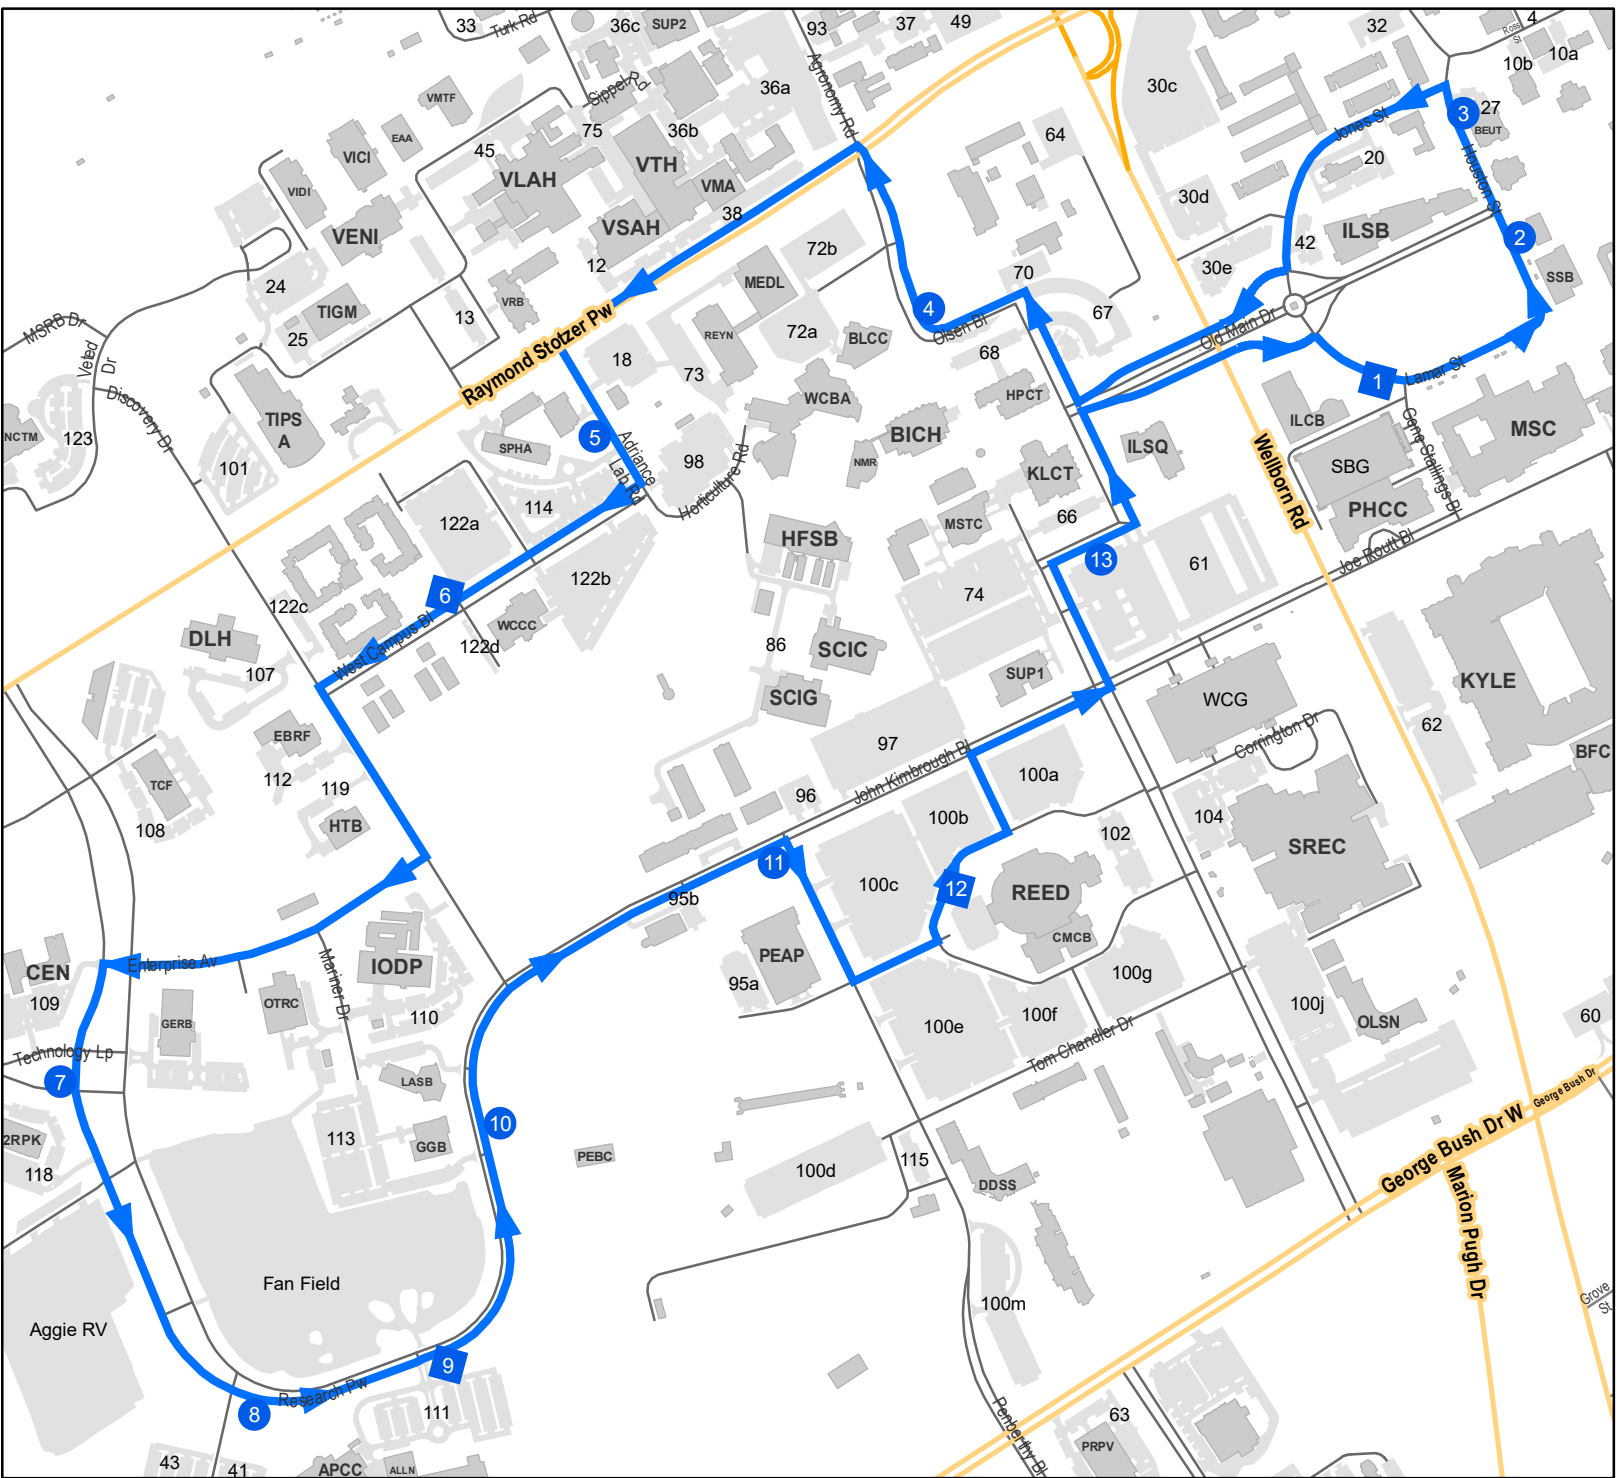 33
Turk Rd
36c
SUP2
93
37
49
32
Ross St
4
10a
10b
VMTF
Sippel Rd
36a
Agronomy Rd
30c
3
27
BEUT
EAA
75
36b
64
Jones St
VICI
45
VTH
20
VIDI
VLAH
VMA
38
30d
Houston St
VENI
VSAH
72b
42
ILSB
2
12
30e
SSB
24
MEDL
70
TIGM
VRB
13
4
67
25
Raymond Stotzer Pw
REYN
72a
BLCC
Olsen Bl
Old Main Dr
MSRB Dr
Veted Dr
18
73
68
1
Lamar St
Discovery Dr
WCBA
HPCT
NCTM
123
TIPS A
SPHA
5
Adriance Lab Rd
BICH
ILSQ
ILCB
Gene Stallings Bl
MSC
101
98
NMR
KLCT
Wellborn Rd
SBG
114
Horticulture Rd
122a
66
MSTC
PHCC
HFSB
13
61
Joe Routt Bl
122b
6
74
122c
West Campus Bl
WCCC
DLH
122d
86
SCIC
107
SUP1
KYLE
SCIG
WCG
EBRF
62
Corrington Dr
97
BFC
TCF
112
119
John Kimbrough Bl
100a
96
108
HTB
100b
102
104
SREC
11
12
100c
REED
95b
CMCB
PEAP
CEN
Enterprise Av
Mariner Dr
IODP
100g
109
OTRC
95a
100j
60
GERB
110
100e
100f
OLSN
Technology Lp
Tom Chandler Dr
7
LASB
George Bush Dr
10
2RPK
113
GGB
PEBC
George Bush Dr W
118
100d
115
DDSS
Marion Pugh Dr
Fan Field
Grove St
100m
Aggie RV
9
Research Pw
8
111
63
Penberthy Bl
PRPV
43
41
APCC
ALLN